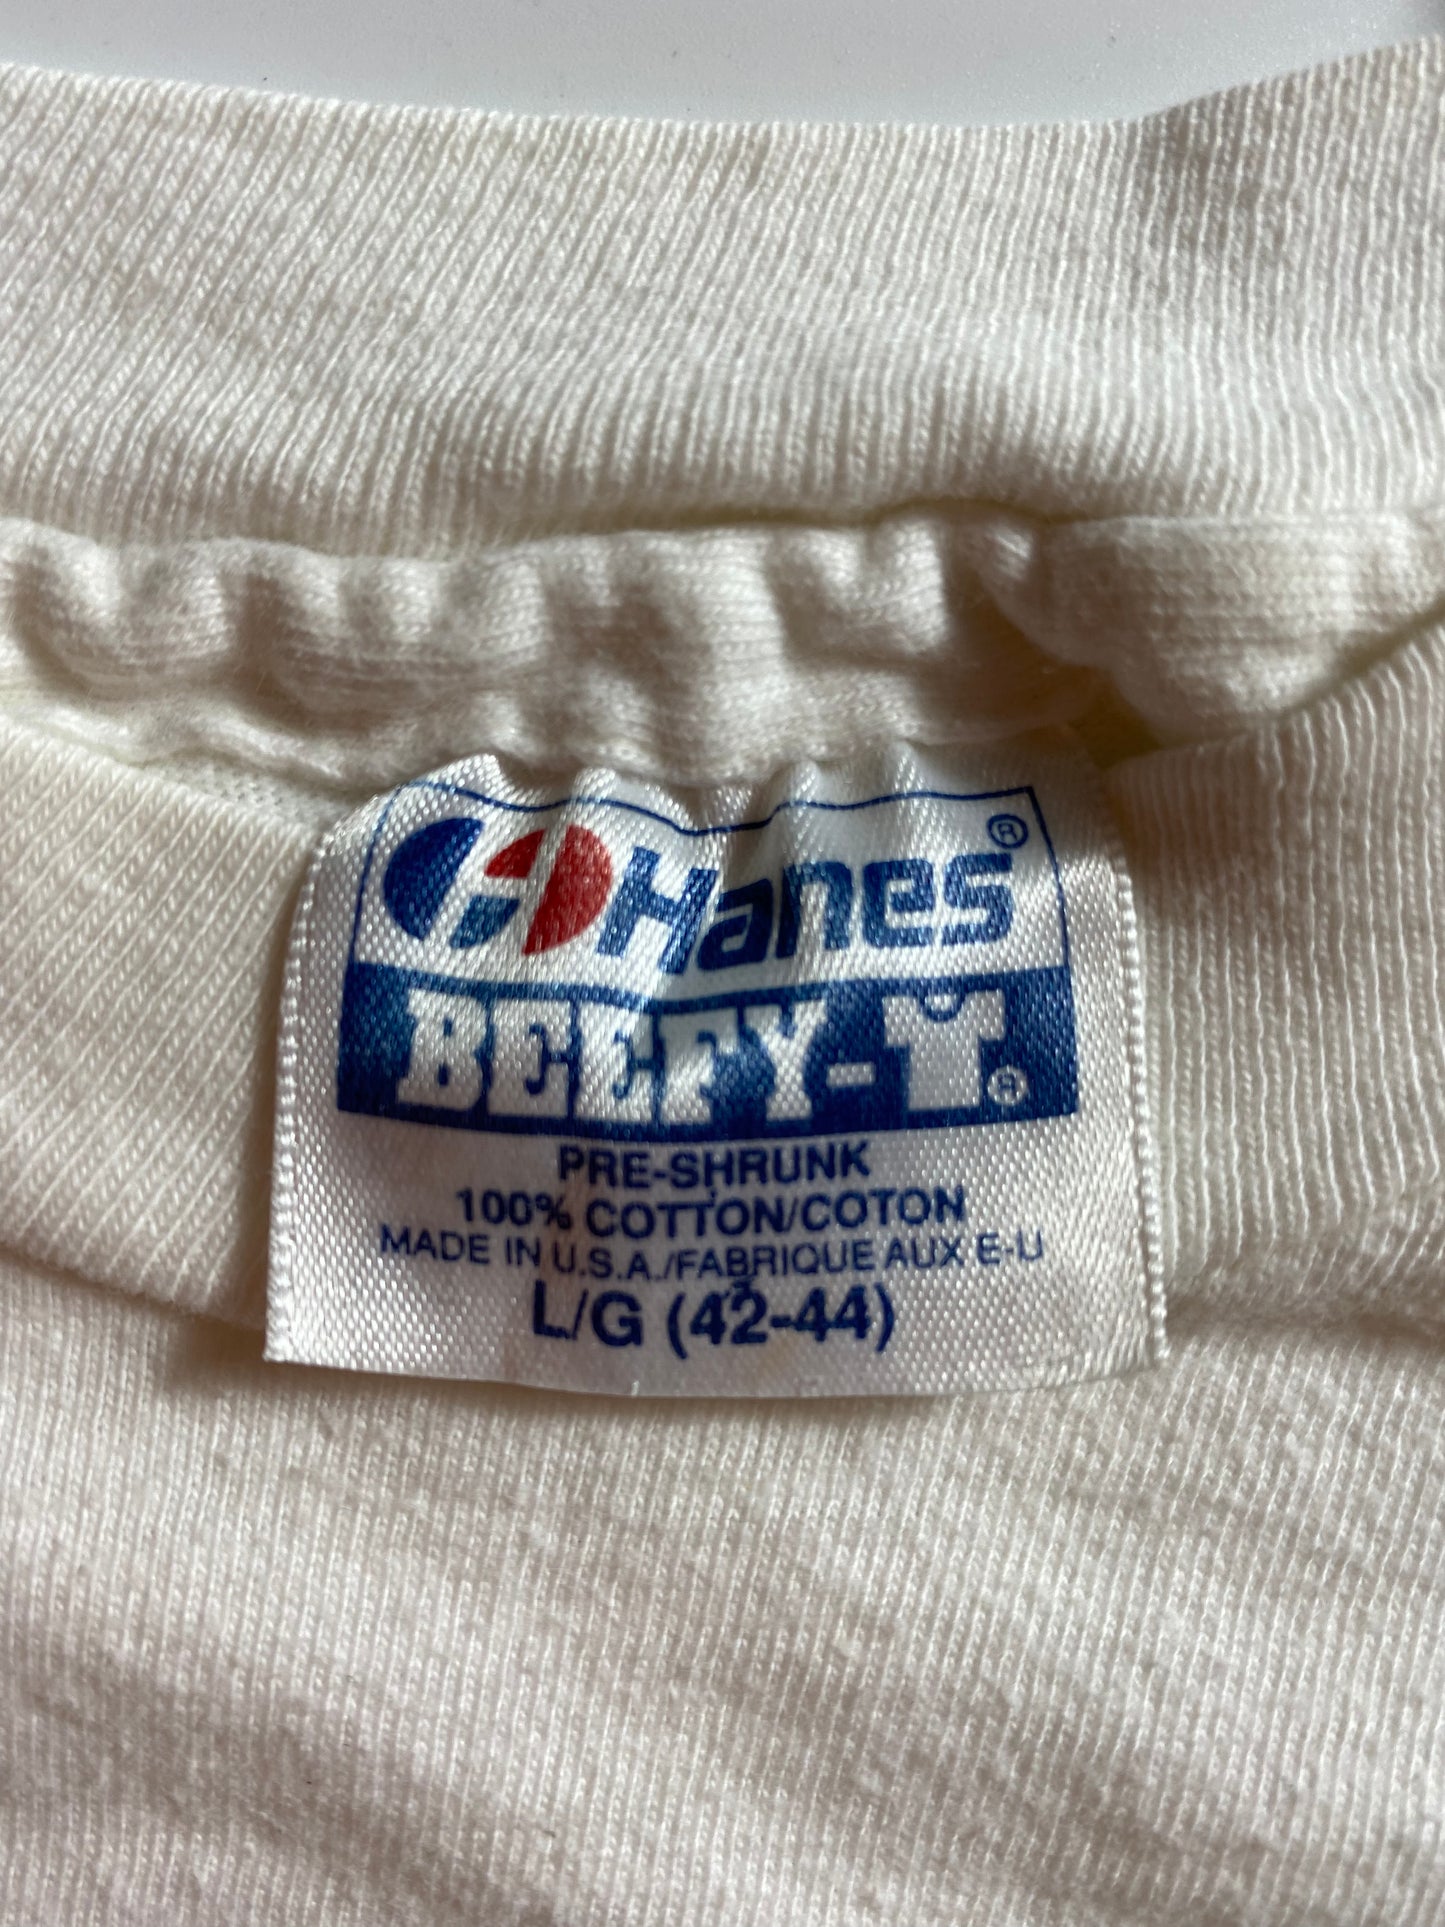 Hanes®
BEEFY-T®
PRE-SHRUNK
100% COTTON/COTON
MADE IN U.S.A./FABRIQUE AUX E-U
L/G (42-44)